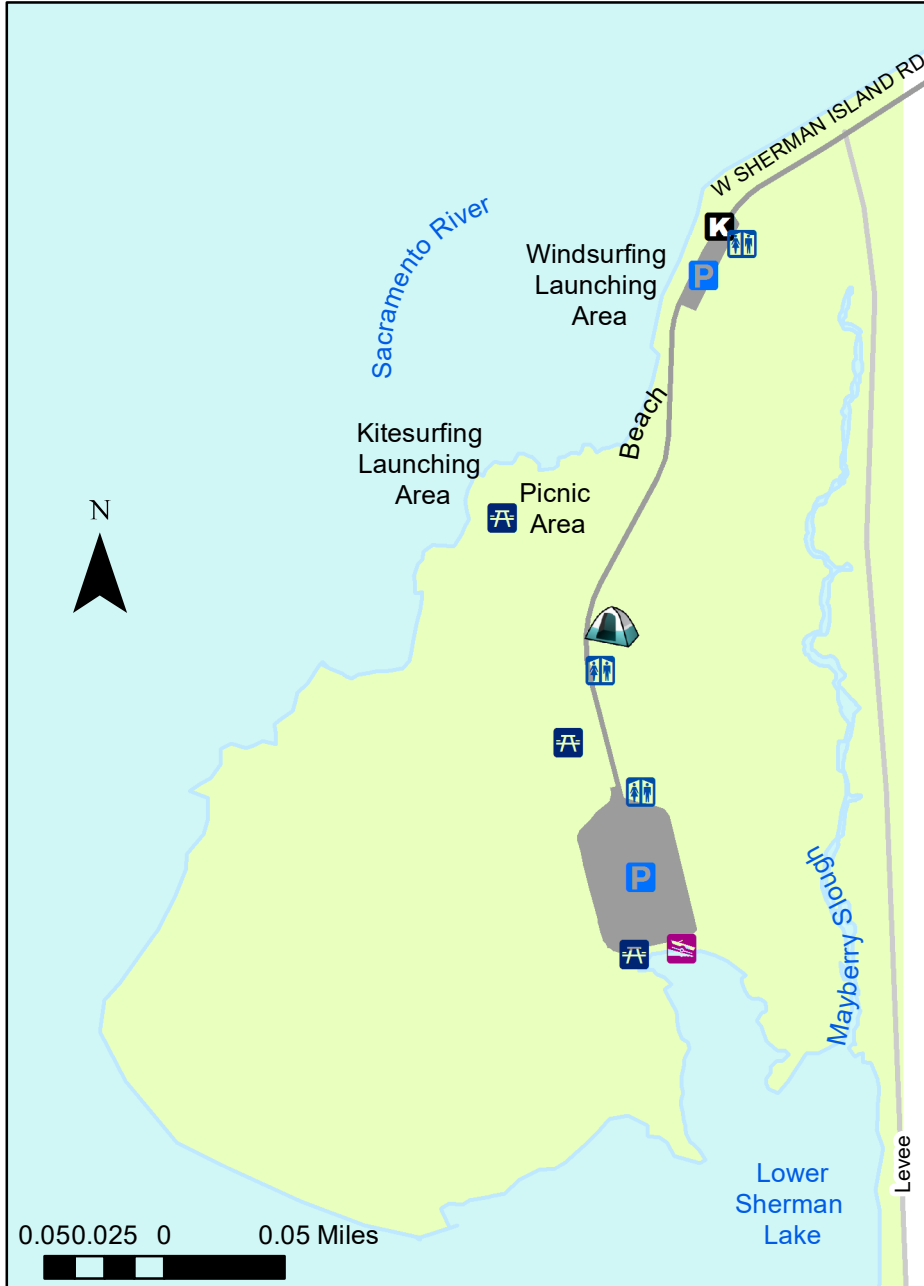 W SHERMAN ISLAND RD
K
Sacramento River
Windsurfing
Launching
Area
P
Beach
Kitesurfing
Launching
Area
Picnic
Area
N
P
Mayberry Slough
Levee
Lower
Sherman
Lake
0.050.025 0 0.05 Miles